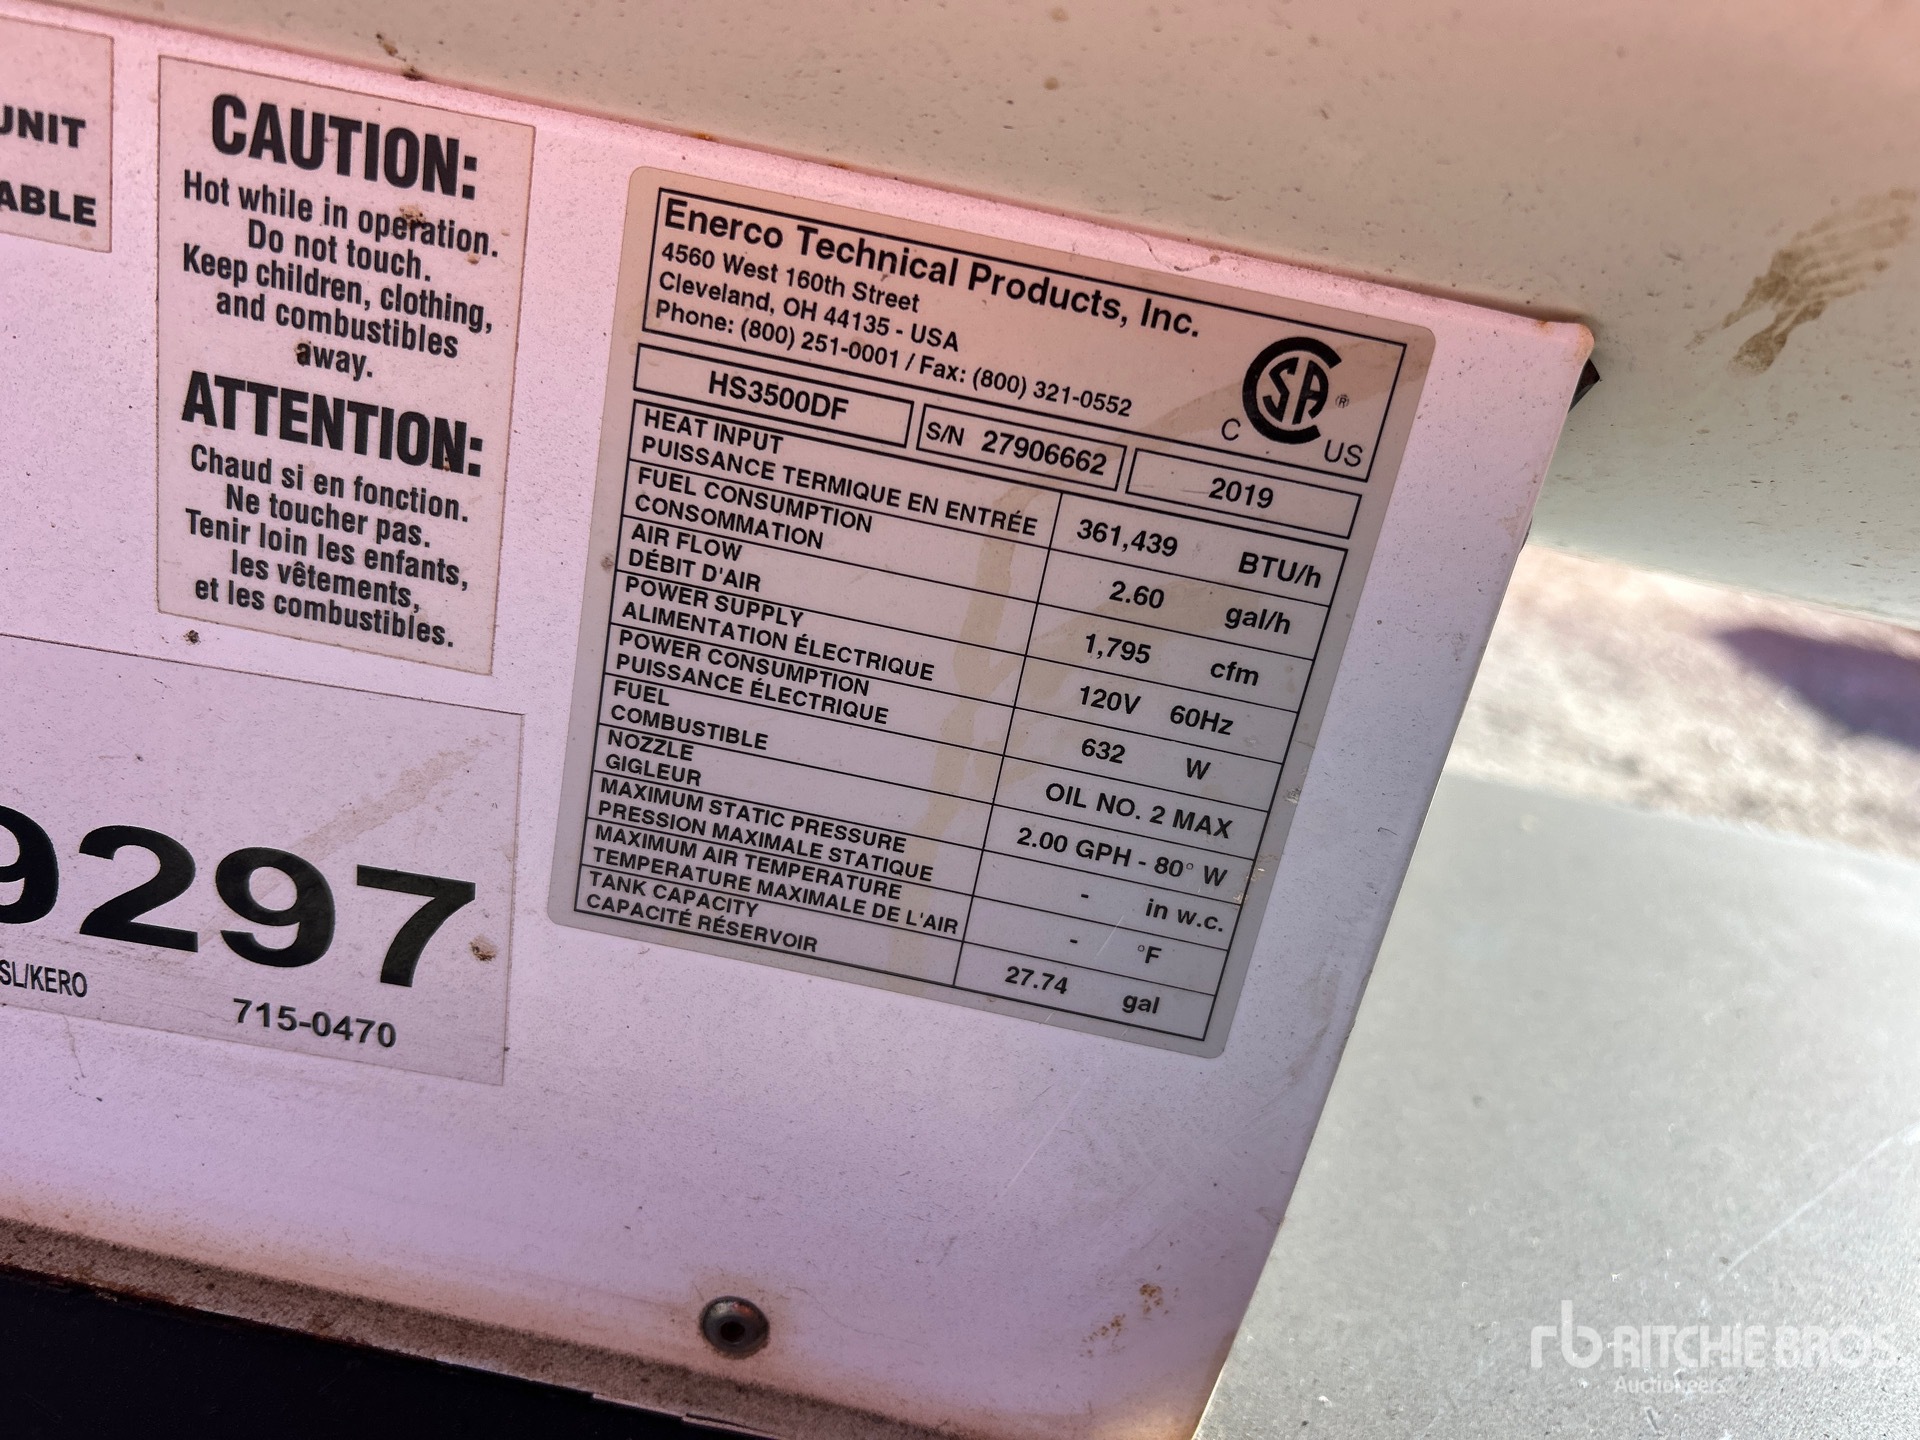 UNIT
ABLE
CAUTION:
Hot while in operation.
Do not touch.
Keep children, clothing,
and combustibles
away.
ATTENTION:
Chaud si en fonction.
Ne toucher pas.
Tenir loin les enfants,
les vêtements,
et les combustibles.
9297
SL/KERO
715-0470
Enerco Technical Products, Inc.
4560 West 160th Street
Cleveland, OH 44135 - USA
Phone: (800) 251-0001 / Fax: (800) 321-0552
CSA®
C US
HS3500DF S/N 27906662 2019
HEAT INPUT
PUISSANCE TERMIQUE EN ENTRÉE 361,439 BTU/h
FUEL CONSUMPTION
CONSOMMATION 2.60 gal/h
AIR FLOW
DÉBIT D'AIR 1,795 cfm
POWER SUPPLY
ALIMENTATION ÉLECTRIQUE 120V 60Hz
POWER CONSUMPTION
PUISSANCE ÉLECTRIQUE 632 W
FUEL
COMBUSTIBLE OIL NO. 2 MAX
NOZZLE
GIGLEUR 2.00 GPH - 80° W
MAXIMUM STATIC PRESSURE
PRESSION MAXIMALE STATIQUE - in w.c.
MAXIMUM AIR TEMPERATURE
TEMPERATURE MAXIMALE DE L'AIR - °F
TANK CAPACITY
CAPACITÉ RÉSERVOIR 27.74 gal
rb RITCHIE BROS
Auctioneers